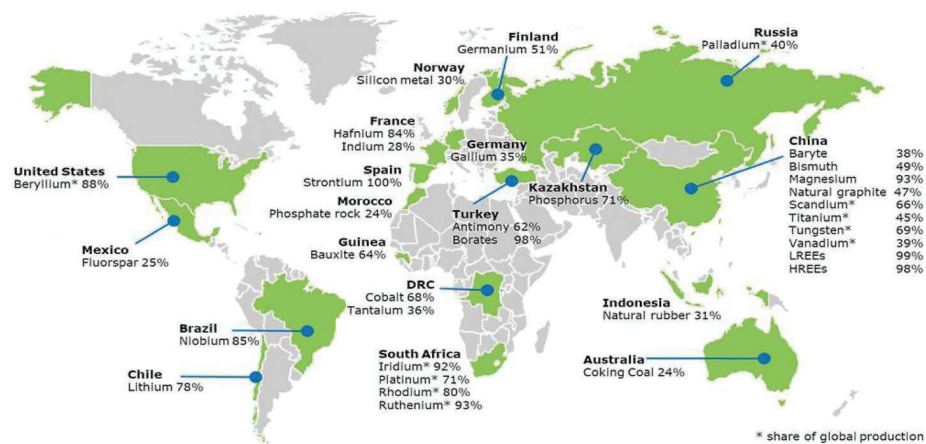 Finland
Germanium 51%
Russia
Palladium* 40%
Norway
Silicon metal 30%
France
Hafnium 84%
Indium 28%
Germany
Gallium 35%
China
Baryte 38%
Bismuth 49%
Magnesium 93%
Natural graphite 47%
Scandium* 66%
Titanium* 45%
Tungsten* 69%
Vanadium* 39%
LREEs 99%
HREEs 98%
United States
Beryllium* 88%
Spain
Strontium 100%
Kazakhstan
Phosphorus 71%
Morocco
Phosphate rock 24%
Turkey
Antimony 62%
Borates 98%
Mexico
Fluorspar 25%
Guinea
Bauxite 64%
DRC
Cobalt 68%
Tantalum 36%
Indonesia
Natural rubber 31%
Brazil
Niobium 85%
South Africa
Iridium* 92%
Platinum* 71%
Rhodium* 80%
Ruthenium* 93%
Australia
Coking Coal 24%
Chile
Lithium 78%
* share of global production